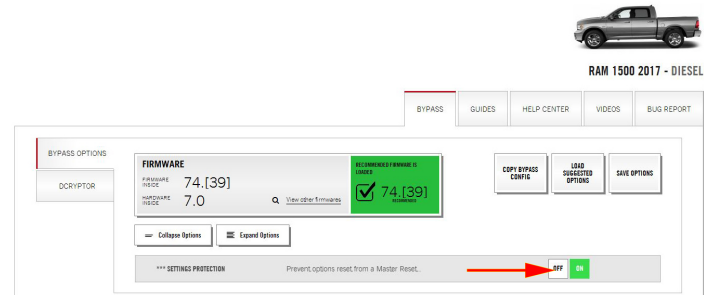 RAM 1500 2017 - DIESEL
BYPASS
GUIDES
HELP CENTER
VIDEOS
BUG REPORT
BYPASS OPTIONS
DCRYPTOR
FIRMWARE
FIRMWARE
INSIDE
74.[39]
HARDWARE
INSIDE
7.0
View other firmwares
RECOMMENDED FIRMWARE IS
LOADED
74.[39]
RECOMMENDED
COPY BYPASS
CONFIG
LOAD
SUGGESTED
OPTIONS
SAVE OPTIONS
Collapse Options
Expand Options
*** SETTINGS PROTECTION
Prevent options reset from a Master Reset...
OFF
ON